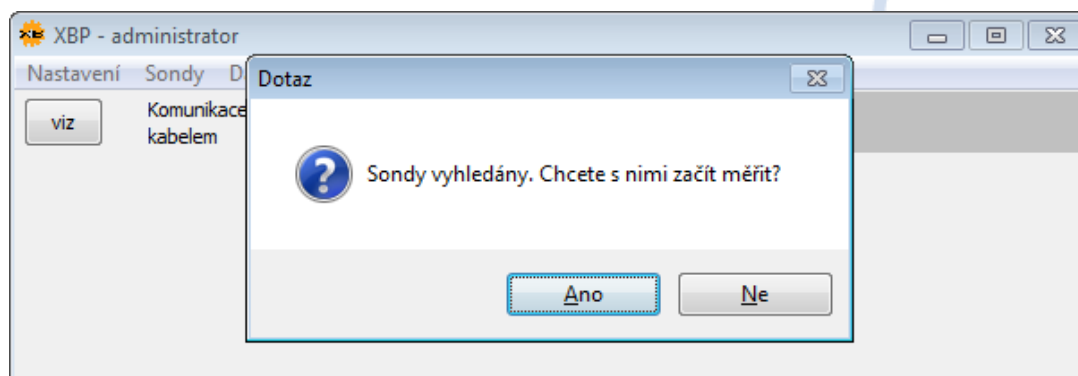 XBP - administrator
Nastavení Sondy D
Dotaz
viz
Komunikace
kabelem
Sondy vyhledány. Chcete s nimi začít měřit?
Ano
Ne